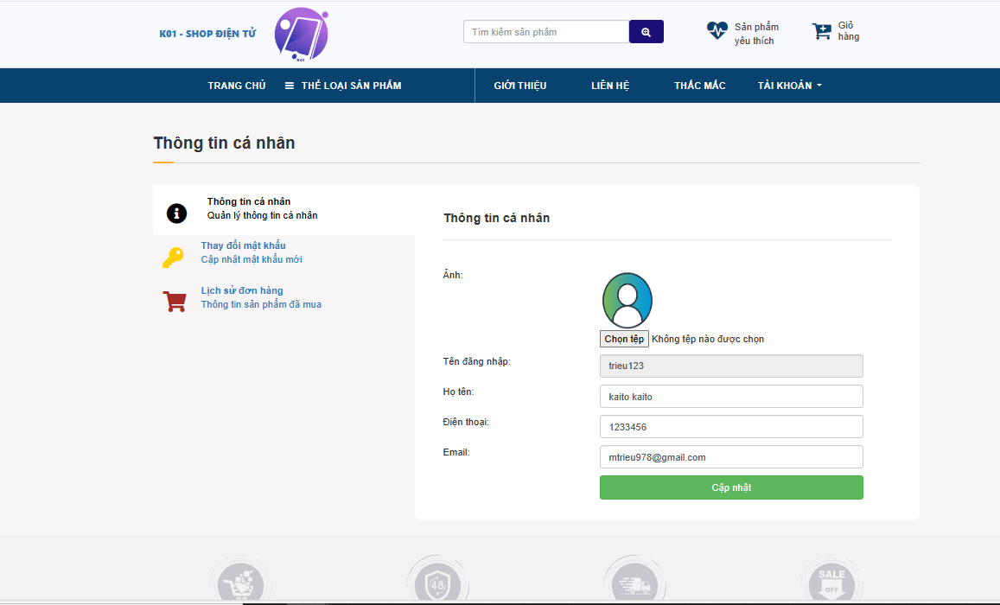 K01 - SHOP ĐIỆN TỬ
K01
Tìm kiếm sản phẩm
Sản phẩm
yêu thích
Giỏ
hàng
TRANG CHỦ
THỂ LOẠI SẢN PHẨM
GIỚI THIỆU
LIÊN HỆ
THẮC MẮC
TÀI KHOẢN
Thông tin cá nhân
Thông tin cá nhân
Quản lý thông tin cá nhân
Thay đổi mật khẩu
Cập nhật mật khẩu mới
Lịch sử đơn hàng
Thông tin sản phẩm đã mua
Thông tin cá nhân
Ảnh:
Chọn tệp Không tệp nào được chọn
Tên đăng nhập:
trieu123
Họ tên:
kaito kaito
Điện thoại:
1233456
Email:
mtrieu978@gmail.com
Cập nhật
48
SALE
OFF